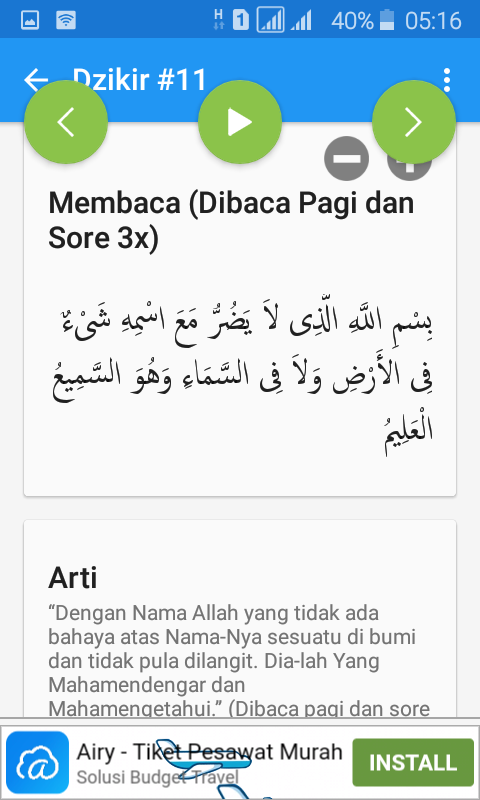 H 1 40% 05:16
Dzikir #11
Membaca (Dibaca Pagi dan
Sore 3x)
بِسْمِ اللَّهِ الَّذِى لاَ يَضُرُّ مَعَ اسْمِهِ شَىْءٌ
فِى الأَرْضِ وَلاَ فِى السَّمَاءِ وَهُوَ السَّمِيعُ
الْعَلِيمُ
Arti
“Dengan Nama Allah yang tidak ada
bahaya atas Nama-Nya sesuatu di bumi
dan tidak pula dilangit. Dia-lah Yang
Mahamendengar dan
Mahamengetahui.” (Dibaca pagi dan sore
Airy - Tiket Pesawat Murah
Solusi Budget Travel
INSTALL